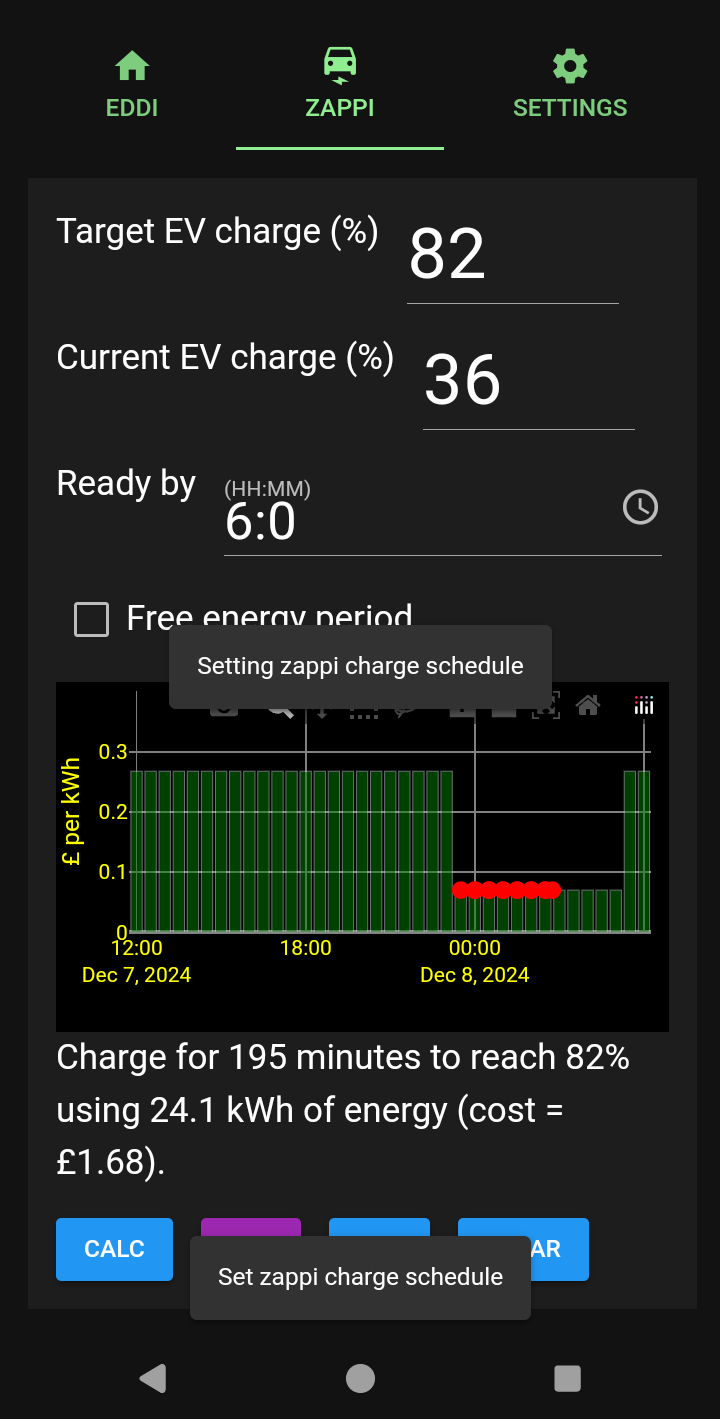 EDDI ZAPPI SETTINGS
Target EV charge (%) 82
Current EV charge (%) 36
Ready by (HH:MM) 6:0
Free energy period
Setting zappi charge schedule
£ per kWh
0.3
0.2
0.1
0
12:00 18:00 00:00
Dec 7, 2024 Dec 8, 2024
Charge for 195 minutes to reach 82%
using 24.1 kWh of energy (cost =
£1.68).
CALC AR
Set zappi charge schedule